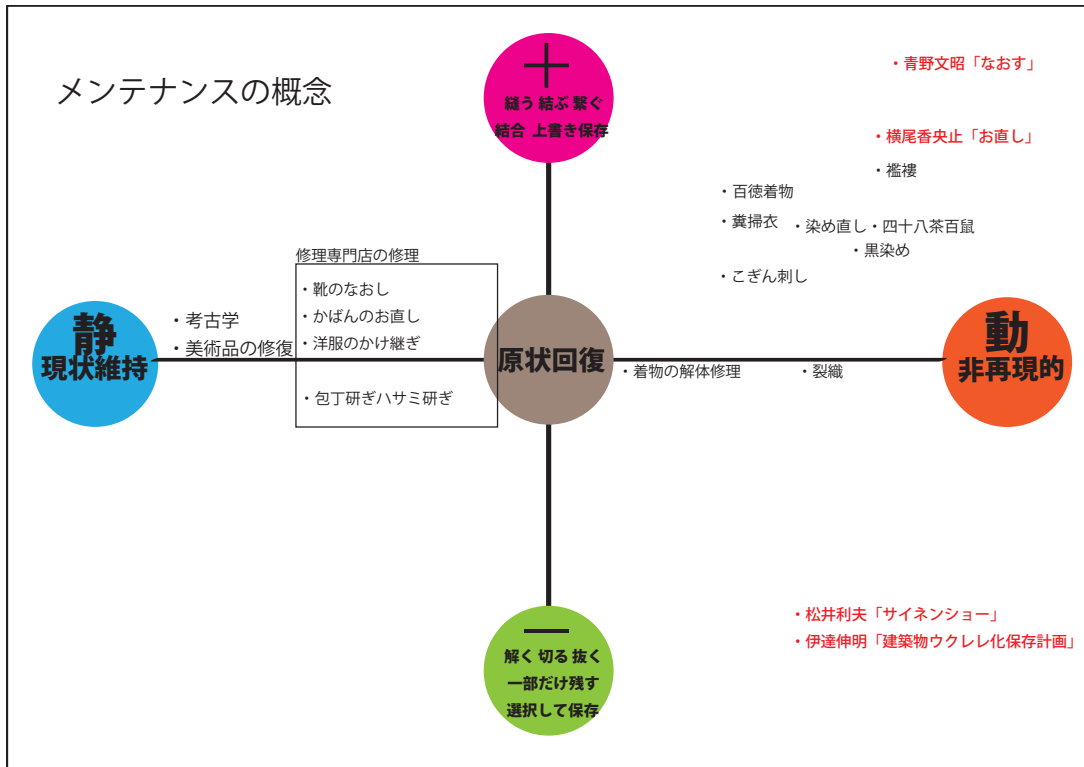 メンテナンスの概念
＋
縫う 結ぶ 繋ぐ
結合 上書き保存
・青野文昭「なおす」
・横尾香央止「お直し」
・襤褸
・百徳着物
・糞掃衣
・染め直し・四十八茶百鼠
・黒染め
・こぎん刺し
修理専門店の修理
・靴のなおし
・かばんのお直し
・洋服のかけ継ぎ
・包丁研ぎハサミ研ぎ
・考古学
・美術品の修復
静
現状維持
原状回復
動
非再現的
・着物の解体修理
・裂織
－
解く 切る 抜く
一部だけ残す
選択して保存
・松井利夫「サイネンショー」
・伊達伸明「建築物ウクレレ化保存計画」